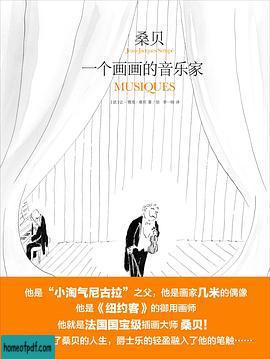 桑贝
Jean-Jacques Sempé
一个画画的音乐家
MUSIQUES
他是“小淘气尼古拉”之父,他是画家几米的偶像
他是《纽约客》的御用画师
他就是法国国宝级插画大师 桑贝!
了桑贝的人生,爵士乐的轻盈融入了他的笔触……
homeofpdf.com